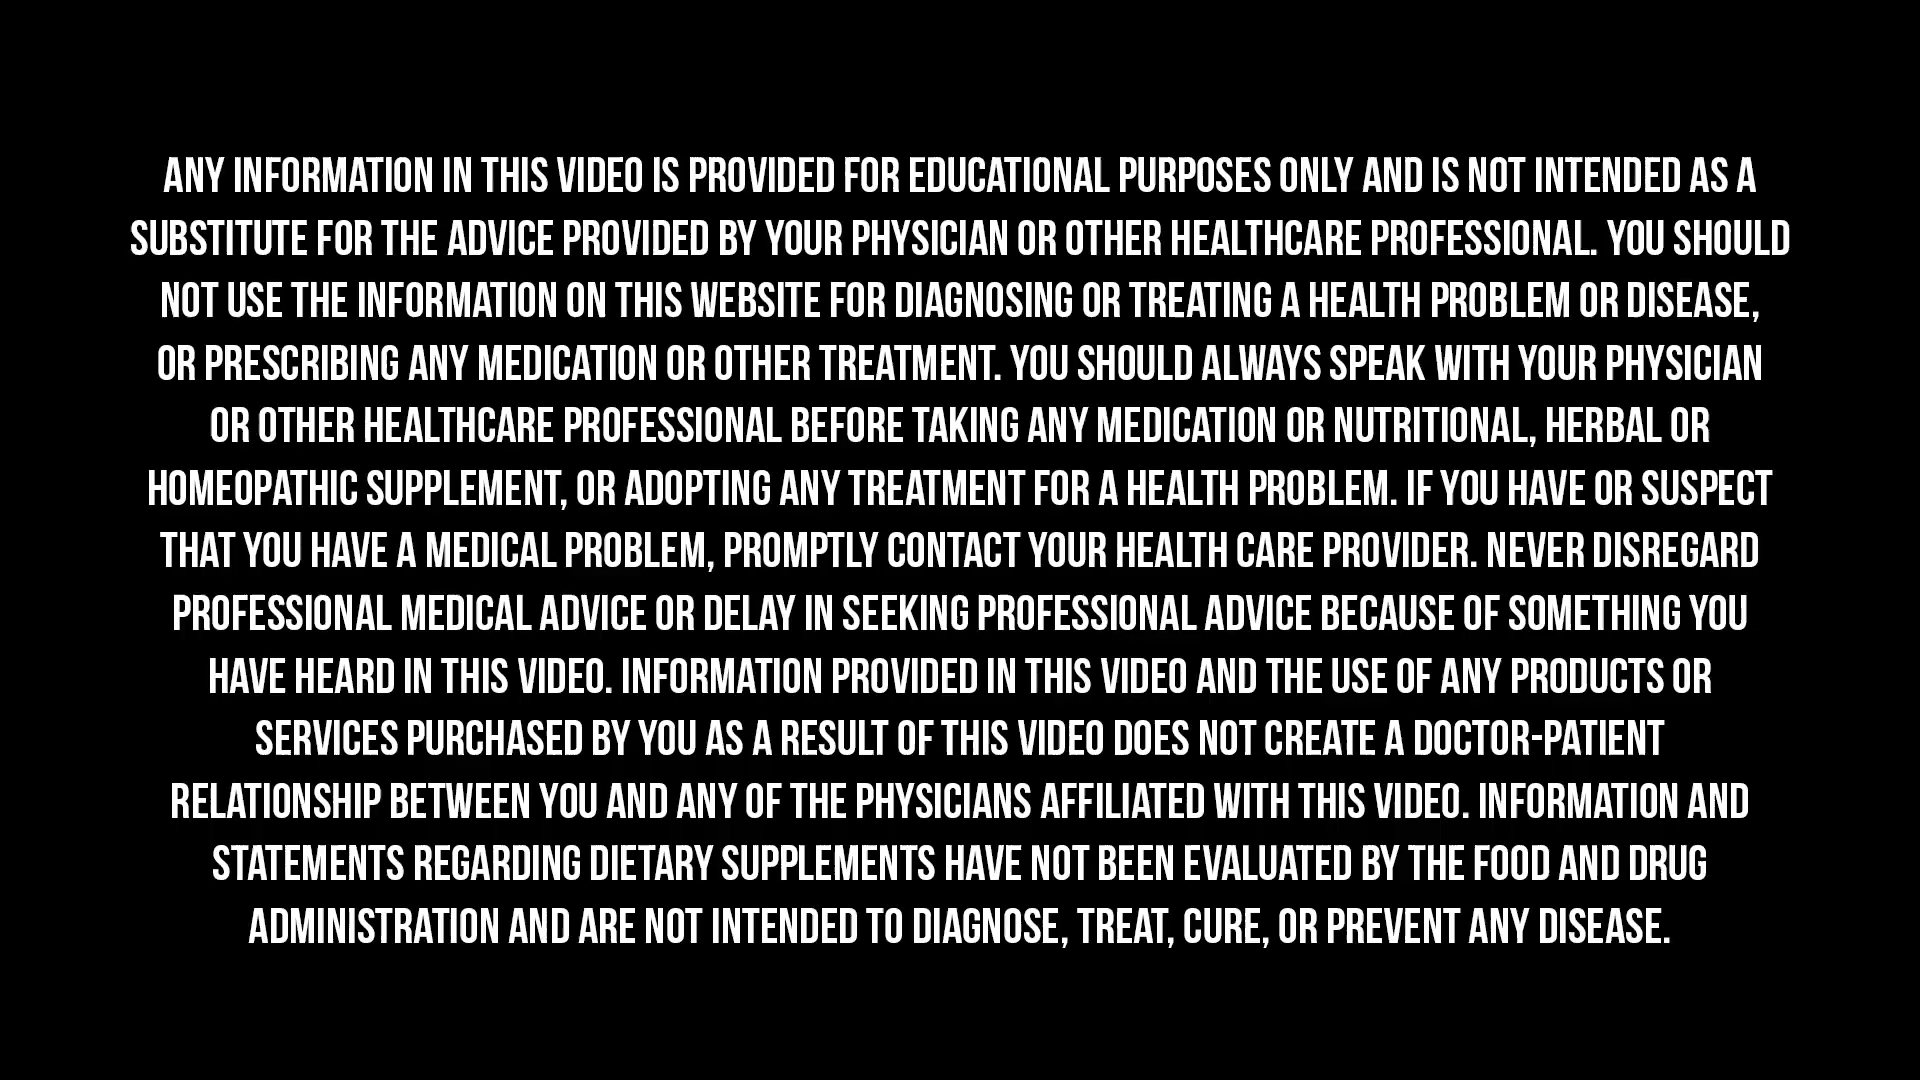 ANY INFORMATION IN THIS VIDEO IS PROVIDED FOR EDUCATIONAL PURPOSES ONLY AND IS NOT INTENDED AS A
SUBSTITUTE FOR THE ADVICE PROVIDED BY YOUR PHYSICIAN OR OTHER HEALTHCARE PROFESSIONAL. YOU SHOULD
NOT USE THE INFORMATION ON THIS WEBSITE FOR DIAGNOSING OR TREATING A HEALTH PROBLEM OR DISEASE,
OR PRESCRIBING ANY MEDICATION OR OTHER TREATMENT. YOU SHOULD ALWAYS SPEAK WITH YOUR PHYSICIAN
OR OTHER HEALTHCARE PROFESSIONAL BEFORE TAKING ANY MEDICATION OR NUTRITIONAL, HERBAL OR
HOMEOPATHIC SUPPLEMENT, OR ADOPTING ANY TREATMENT FOR A HEALTH PROBLEM. IF YOU HAVE OR SUSPECT
THAT YOU HAVE A MEDICAL PROBLEM, PROMPTLY CONTACT YOUR HEALTH CARE PROVIDER. NEVER DISREGARD
PROFESSIONAL MEDICAL ADVICE OR DELAY IN SEEKING PROFESSIONAL ADVICE BECAUSE OF SOMETHING YOU
HAVE HEARD IN THIS VIDEO. INFORMATION PROVIDED IN THIS VIDEO AND THE USE OF ANY PRODUCTS OR
SERVICES PURCHASED BY YOU AS A RESULT OF THIS VIDEO DOES NOT CREATE A DOCTOR-PATIENT
RELATIONSHIP BETWEEN YOU AND ANY OF THE PHYSICIANS AFFILIATED WITH THIS VIDEO. INFORMATION AND
STATEMENTS REGARDING DIETARY SUPPLEMENTS HAVE NOT BEEN EVALUATED BY THE FOOD AND DRUG
ADMINISTRATION AND ARE NOT INTENDED TO DIAGNOSE, TREAT, CURE, OR PREVENT ANY DISEASE.